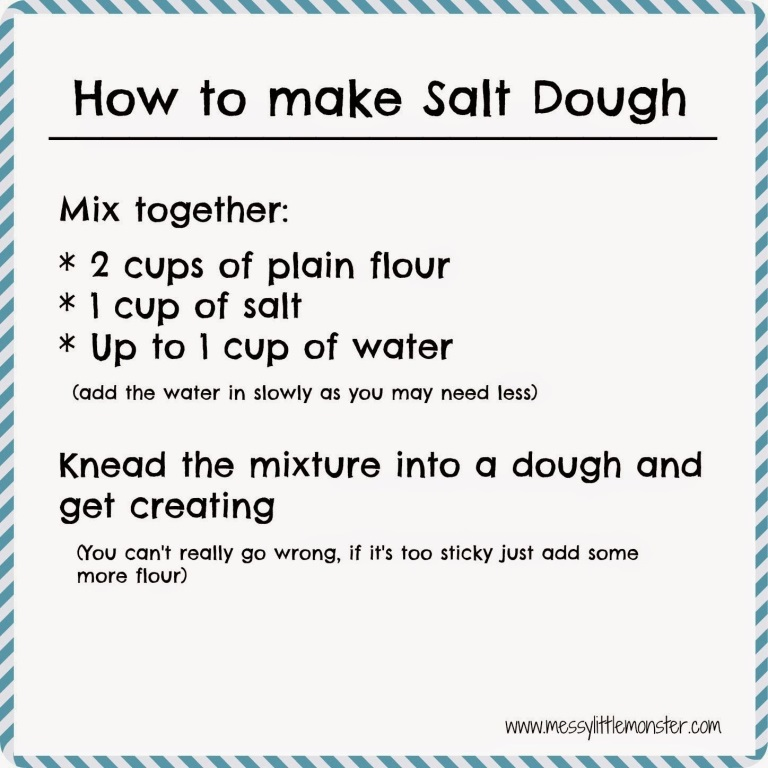 How to make Salt Dough
Mix together:
* 2 cups of plain flour
* 1 cup of salt
* Up to 1 cup of water
(add the water in slowly as you may need less)
Knead the mixture into a dough and
get creating
(You can't really go wrong, if it's too sticky just add some
more flour)
www.messylittlemonster.com